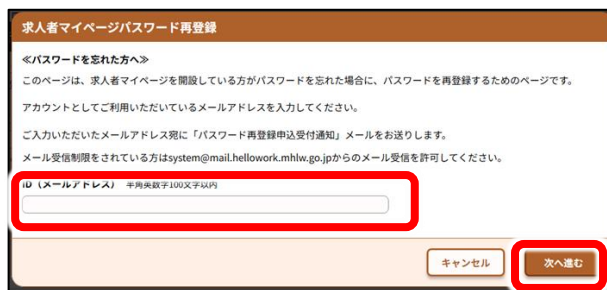 求人者マイページパスワード再登録
≪パスワードを忘れた方へ≫
このページは、求人者マイページを開設している方がパスワードを忘れた場合に、パスワードを再登録するためのページです。
アカウントとしてご利用いただいているメールアドレスを入力してください。
ご入力いただいたメールアドレス宛に「パスワード再登録申込受付通知」メールをお送りします。
メール受信制限をされている方はsystem@mail.hellowork.mhlw.go.jpからのメール受信を許可してください。
ID（メールアドレス） 半角英数字100文字以内
キャンセル 次へ進む